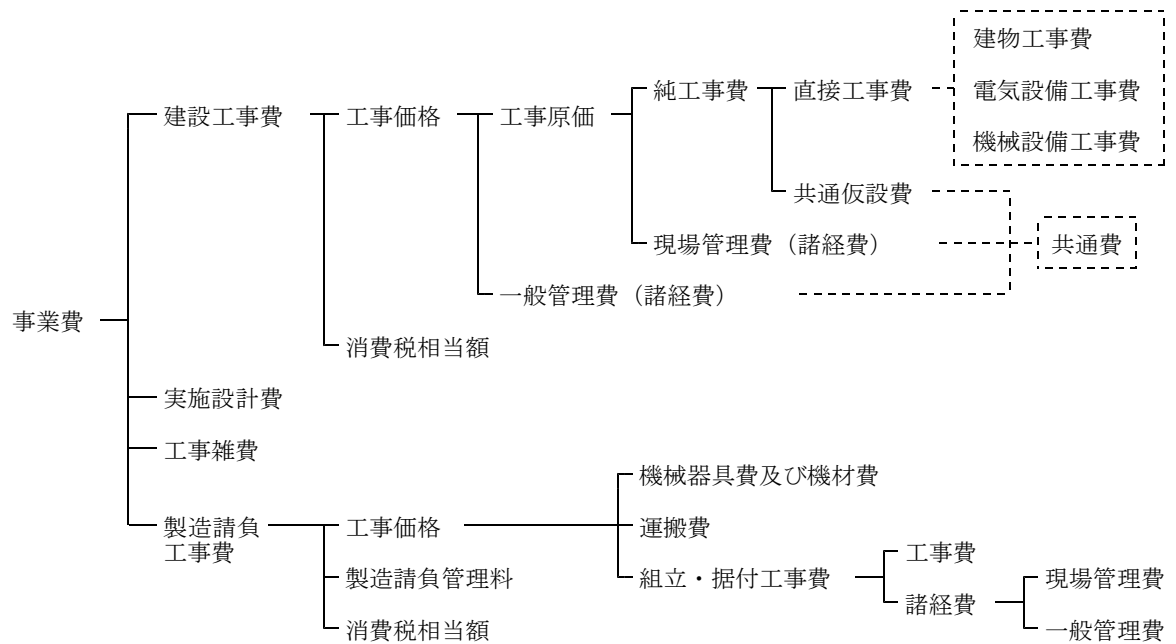 建物工事費
純工事費
直接工事費
電気設備工事費
建設工事費
工事価格
工事原価
機械設備工事費
共通仮設費
現場管理費（諸経費）
共通費
一般管理費（諸経費）
事業費
消費税相当額
実施設計費
工事雑費
機械器具費及び機材費
製造請負
工事費
工事価格
運搬費
工事費
製造請負管理料
組立・据付工事費
現場管理費
諸経費
消費税相当額
一般管理費